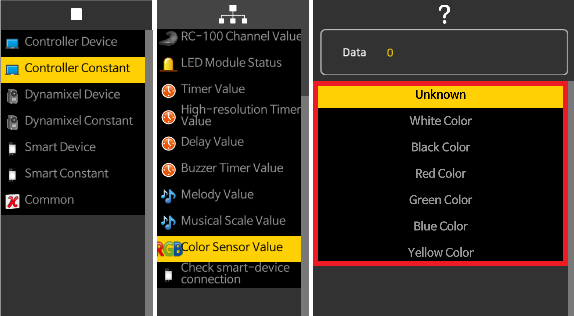 ?
Controller Device
Controller Constant
Dynamixel Device
Dynamixel Constant
Smart Device
Smart Constant
Common
RC-100 Channel Value
LED Module Status
Timer Value
High-resolution Timer
Value
Delay Value
Buzzer Timer Value
Melody Value
Musical Scale Value
RGB Color Sensor Value
Check smart-device
connection
Data 0
Unknown
White Color
Black Color
Red Color
Green Color
Blue Color
Yellow Color